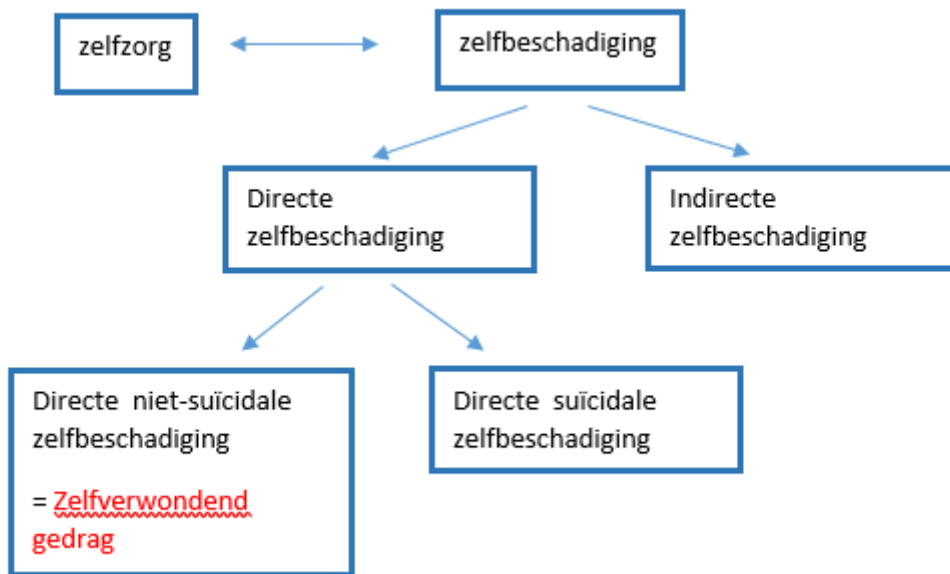 zelfzorg
zelfbeschadiging
Directe
zelfbeschadiging
Indirecte
zelfbeschadiging
Directe niet-suïcidale
zelfbeschadiging
= Zelfverwondend
gedrag
Directe suïcidale
zelfbeschadiging